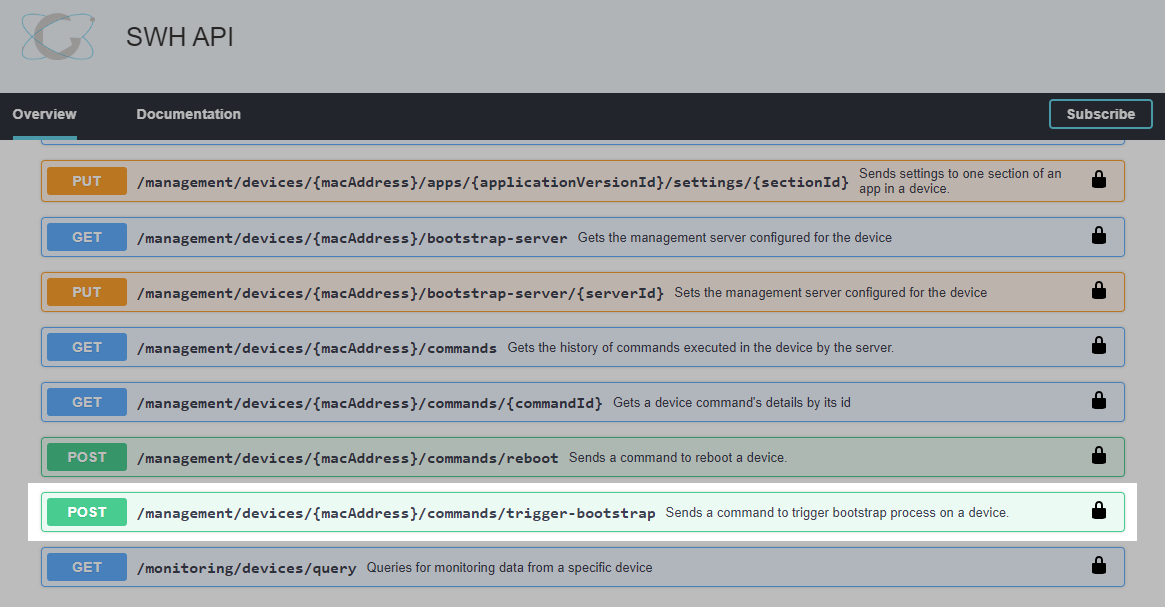 SWH API
Overview Documentation Subscribe
PUT /management/devices/{macAddress}/apps/{applicationVersionId}/settings/{sectionId} Sends settings to one section of an
app in a device.
GET /management/devices/{macAddress}/bootstrap-server Gets the management server configured for the device
PUT /management/devices/{macAddress}/bootstrap-server/{serverId} Sets the management server configured for the device
GET /management/devices/{macAddress}/commands Gets the history of commands executed in the device by the server.
GET /management/devices/{macAddress}/commands/{commandId} Gets a device command's details by its id
POST /management/devices/{macAddress}/commands/reboot Sends a command to reboot a device.
POST /management/devices/{macAddress}/commands/trigger-bootstrap Sends a command to trigger bootstrap process on a device.
GET /monitoring/devices/query Queries for monitoring data from a specific device